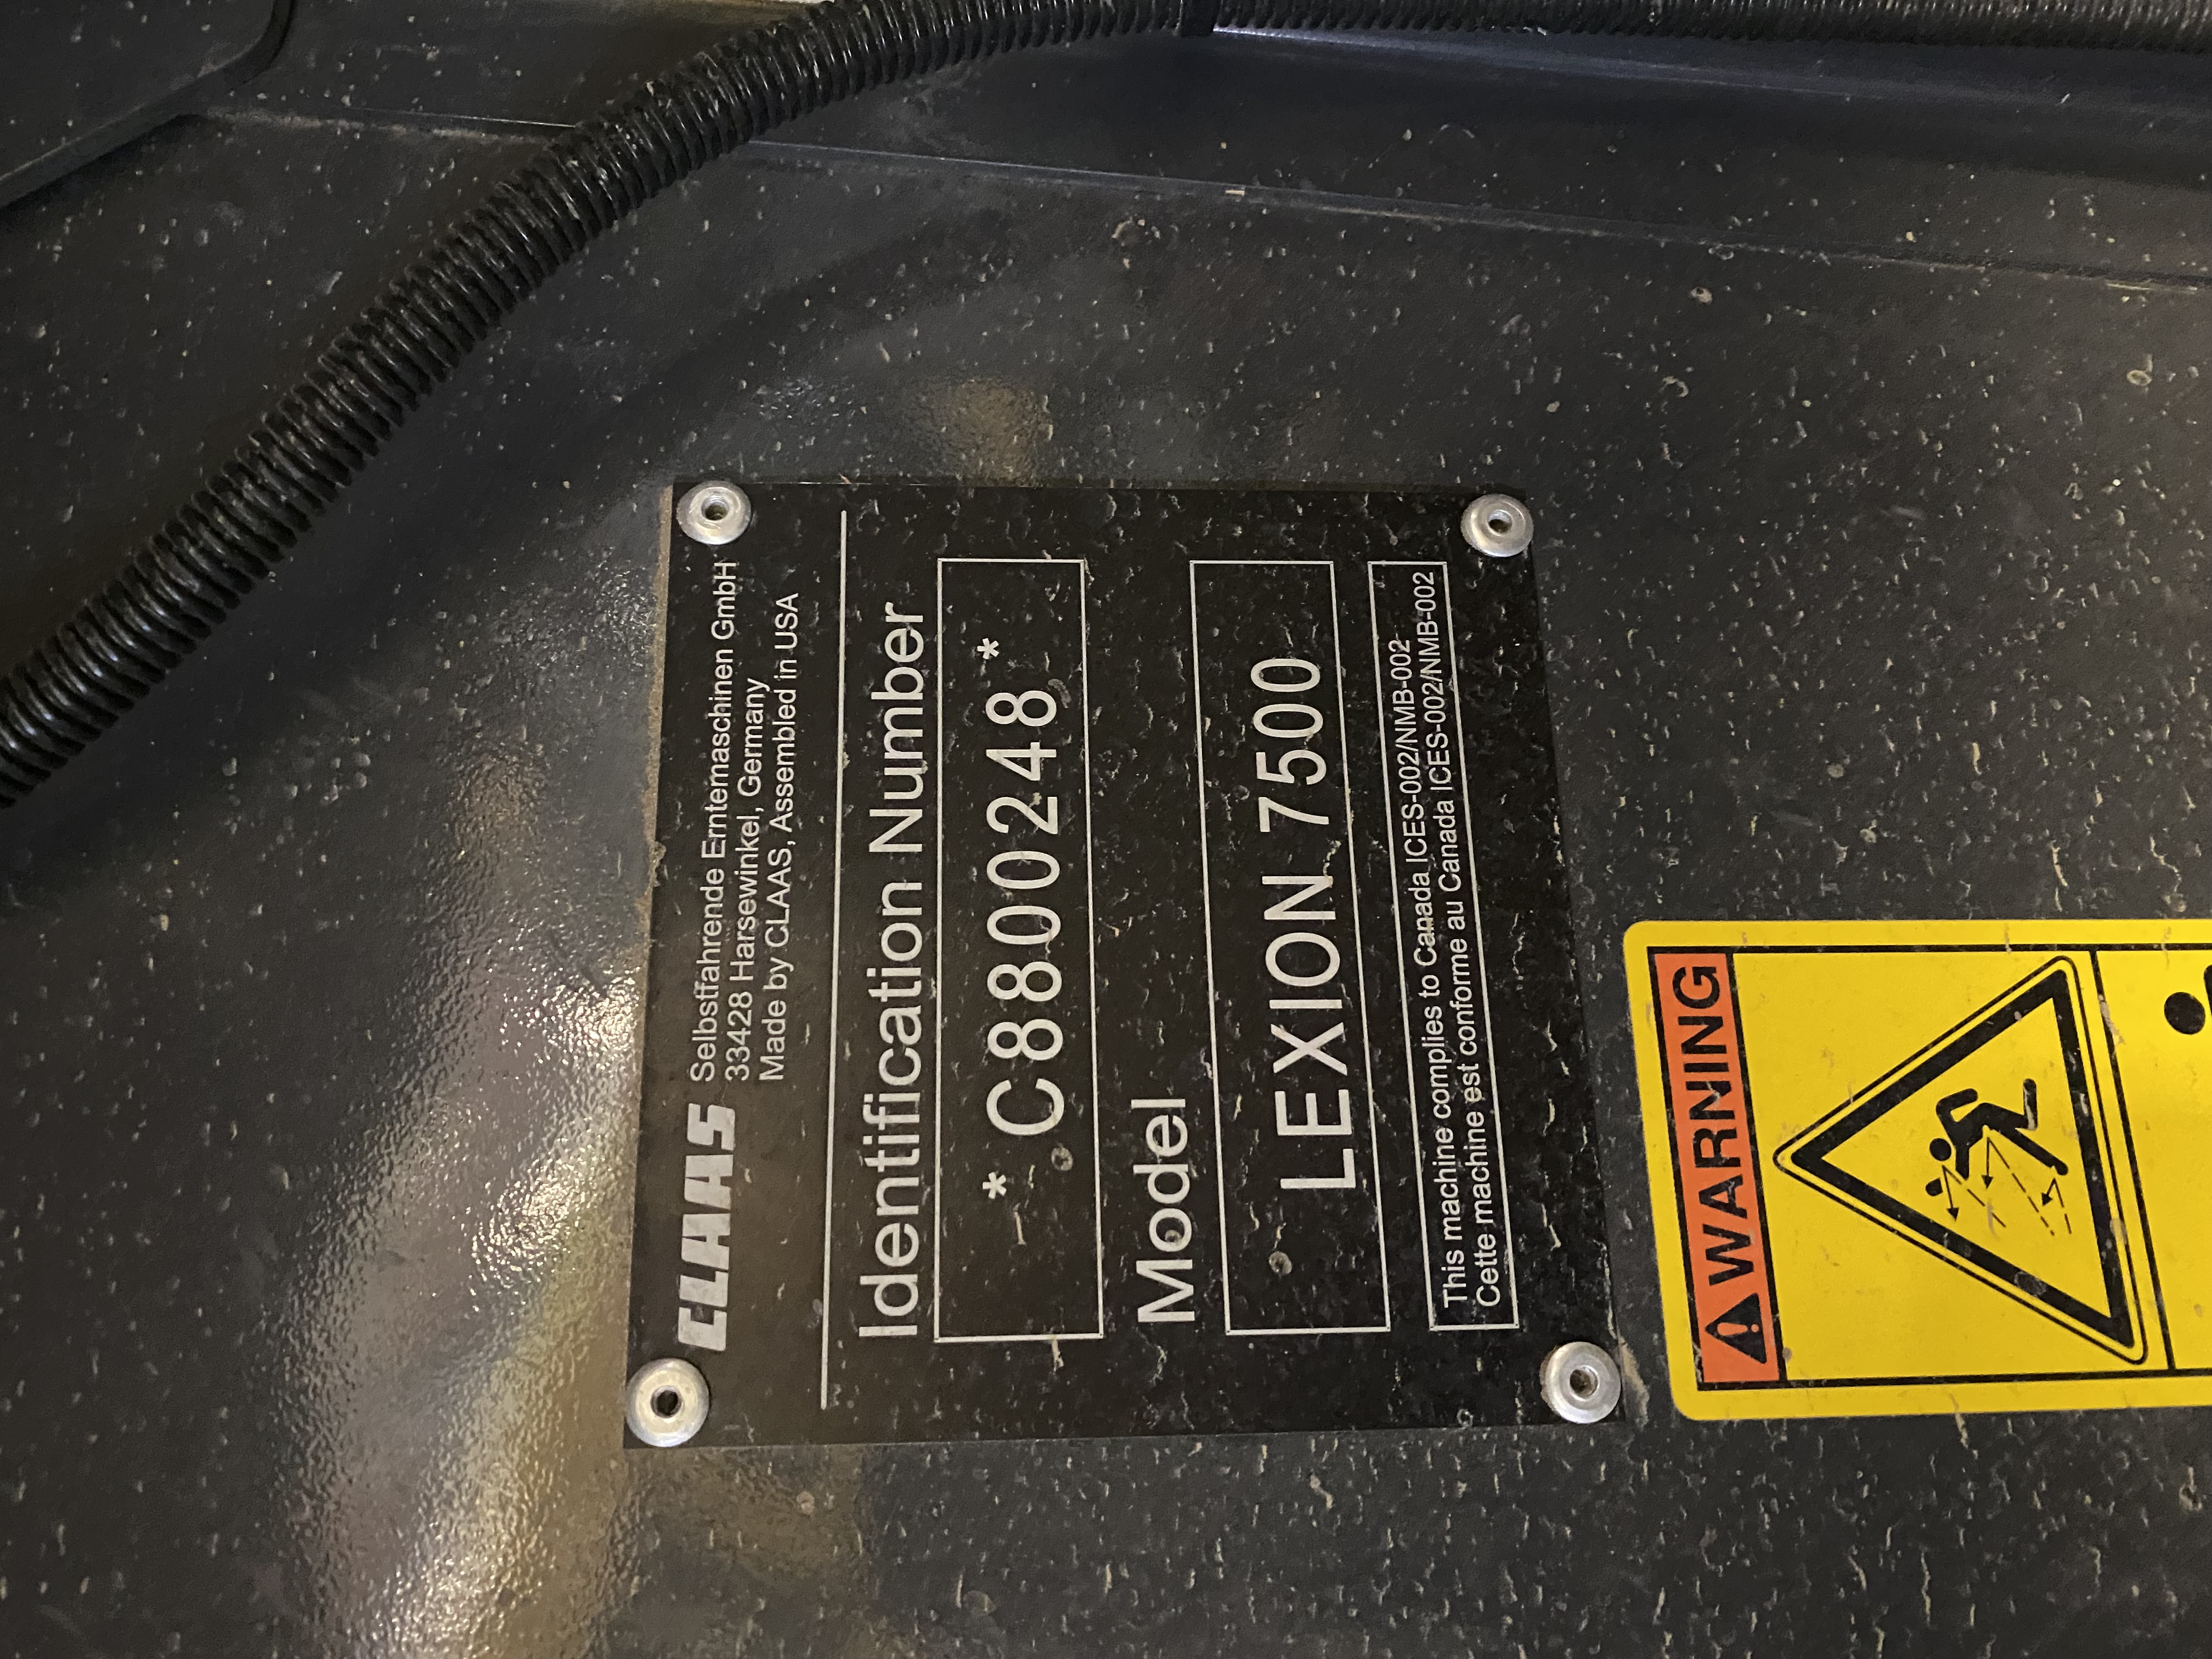 CLAAS
Selbstfahrende Erntemaschinen GmbH
33428 Harsewinkel, Germany
Made by CLAAS, Assembled in USA
Identification Number
* C8800248 *
Model
LEXION 7500
This machine complies to Canada ICES-002/NMB-002
Cette machine est conforme au Canada ICES-002/NMB-002
WARNING